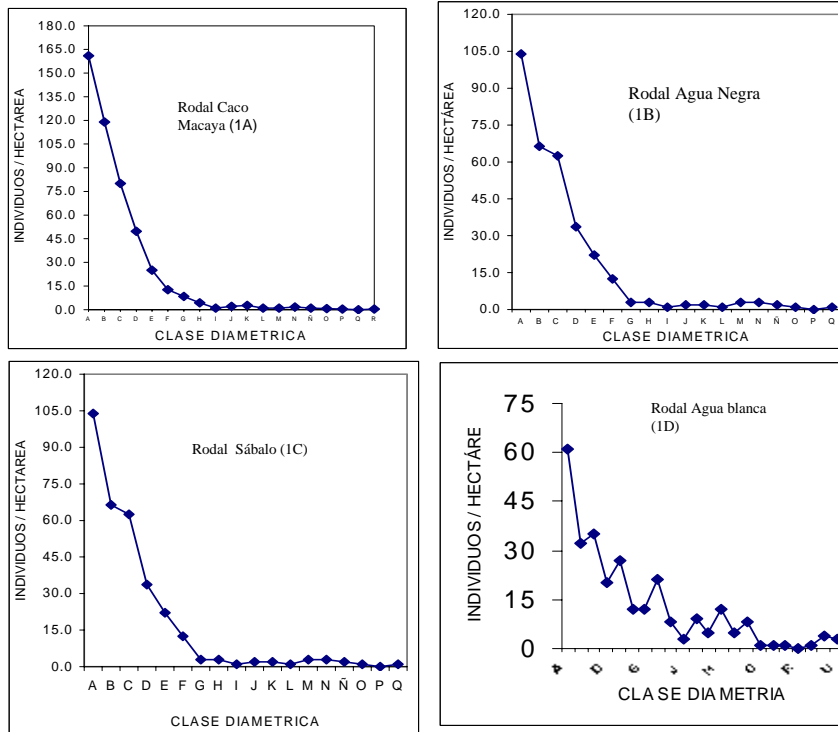 180.0
165.0
150.0
135.0
120.0
105.0
90.0
75.0
60.0
45.0
30.0
15.0
0.0
INDIVIDUOS / HECTAREA
Rodal Caco
Macaya (1A)
A B C D E F G H I J K L M N Ñ O P Q R
CLASE DIAMETRICA
120.0
105.0
90.0
75.0
60.0
45.0
30.0
15.0
0.0
INDIVIDUOS / HECTÁREA
Rodal Agua Negra
(1B)
A B C D E F G H I J K L M N Ñ O P Q
CLASE DIAMETRICA
120.0
105.0
90.0
75.0
60.0
45.0
30.0
15.0
0.0
INDIVIDUOS / HECTAREA
Rodal Sábalo (1C)
A B C D E F G H I J K L M N Ñ O P Q
CLASE DIAMETRICA
75
60
45
30
15
0
INDIVIDUOS / HECTÁRE
Rodal Agua blanca
(1D)
A D G J M O U
CLASE DIAMETRIA